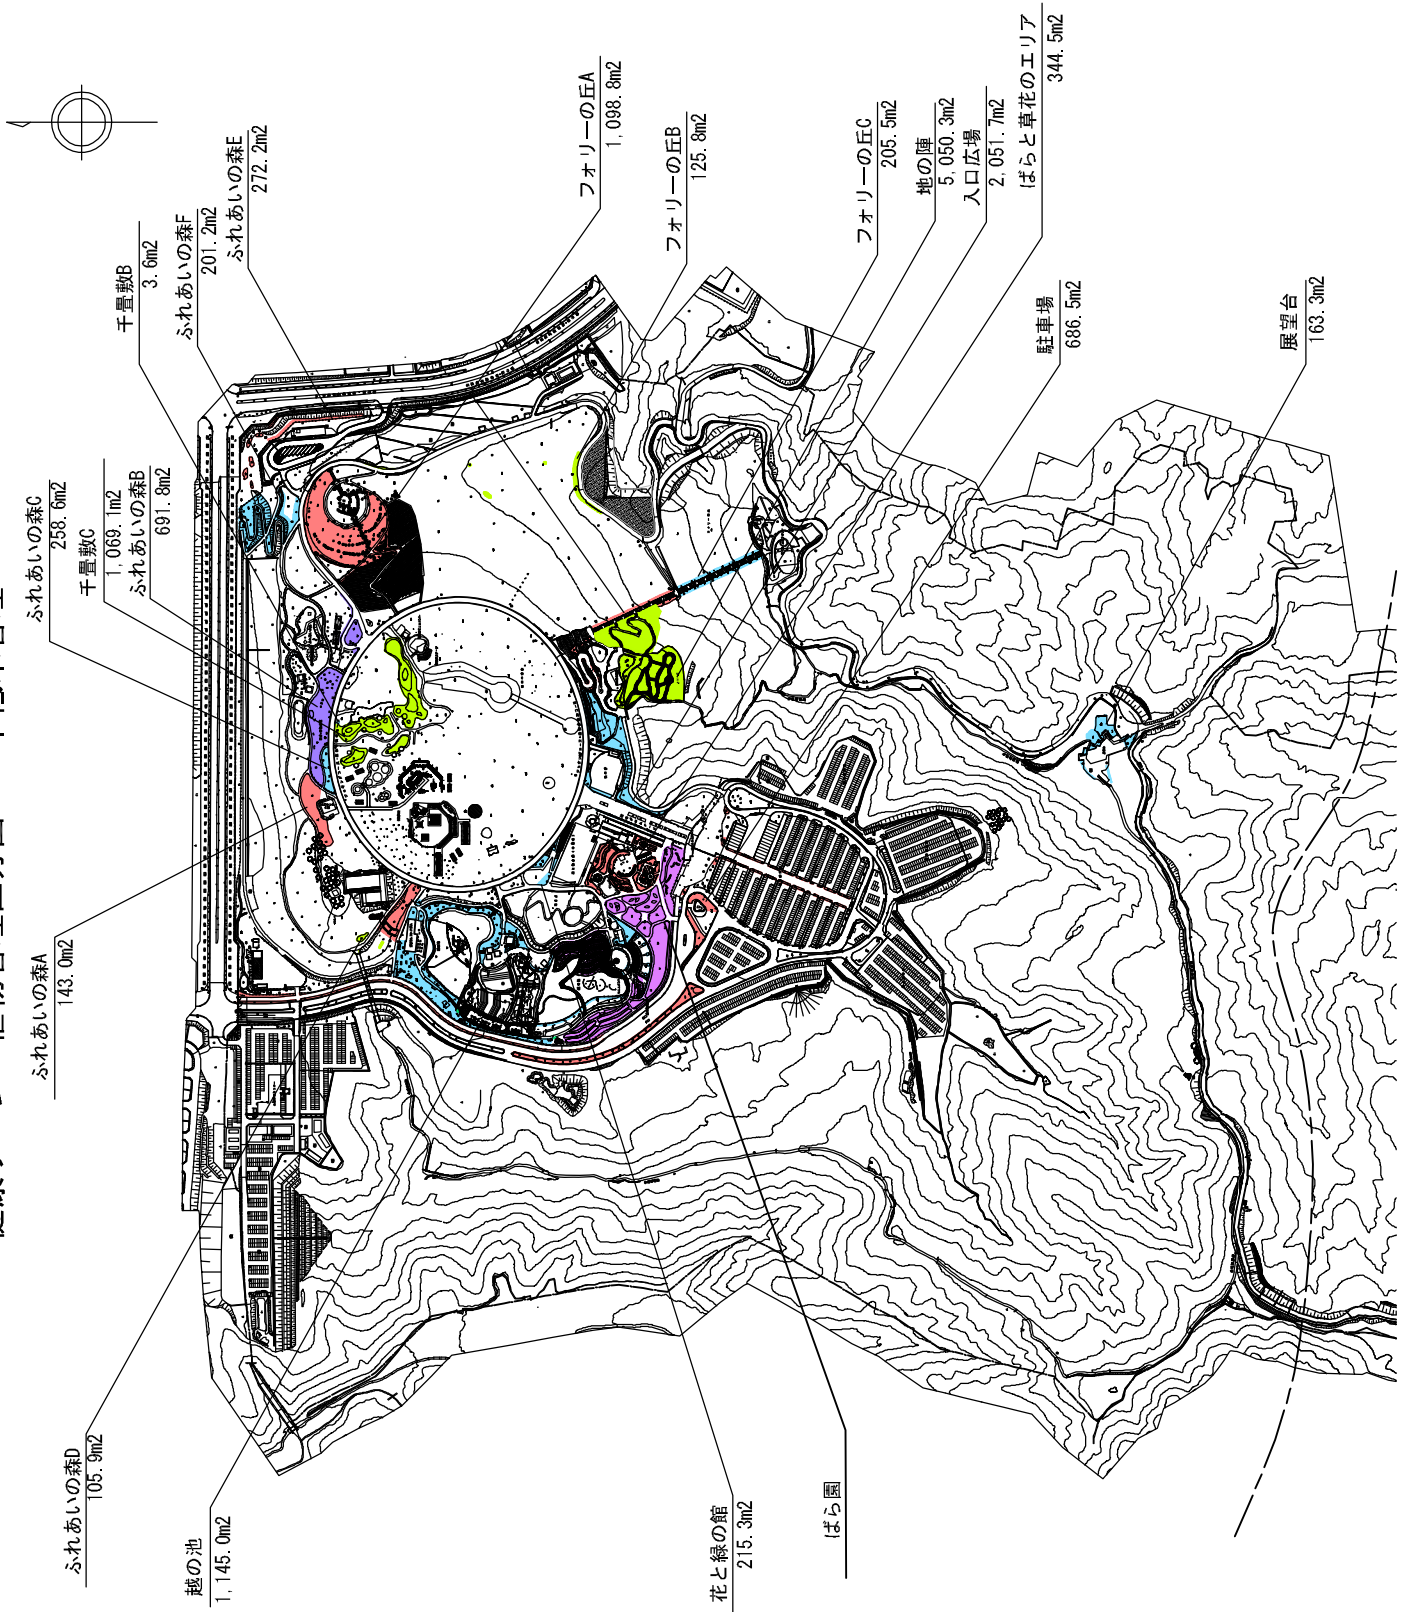 ふれあいの森D
105.9m2
越の池
1,145.0m2
花と緑の館
215.3m2
ばら園
ふれあいの森A
143.0m2
ふれあいの森C
258.6m2
千畳敷C
1,069.1m2
ふれあいの森B
691.8m2
千畳敷B
3.6m2
ふれあいの森F
201.2m2
ふれあいの森E
272.2m2
フォリーの丘A
1,098.8m2
フォリーの丘B
125.8m2
フォリーの丘C
205.5m2
地の陣
5,050.3m2
入口広場
2,051.7m2
ばらと草花のエリア
344.5m2
駐車場
686.5m2
展望台
163.3m2